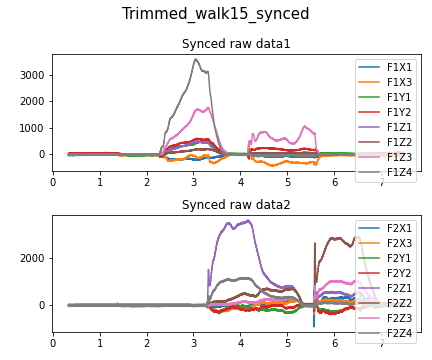 Trimmed_walk15_synced
Synced raw data1
3000
2000
1000
0
0 1 2 3 4 5 6 7
F1X1
F1X3
F1Y1
F1Y2
F1Z1
F1Z2
F1Z3
F1Z4
Synced raw data2
2000
0
0 1 2 3 4 5 6 7
F2X1
F2X3
F2Y1
F2Y2
F2Z1
F2Z2
F2Z3
F2Z4